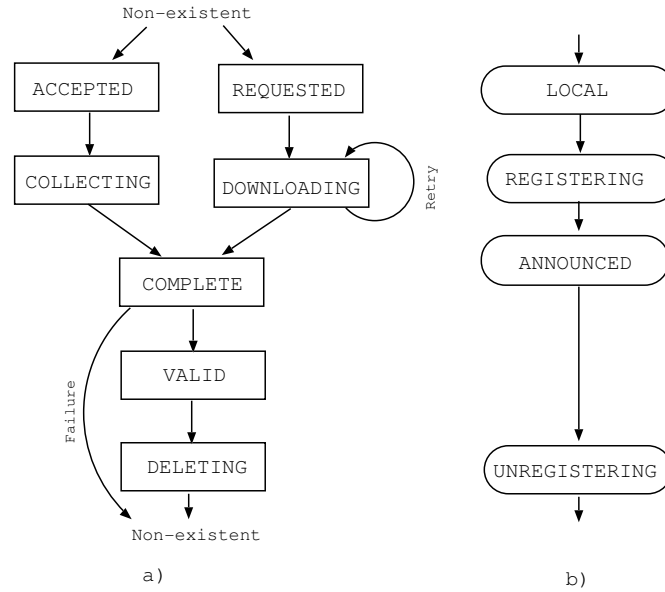 Non-existent
ACCEPTED
REQUESTED
COLLECTING
DOWNLOADING
Retry
COMPLETE
VALID
Failure
DELETING
Non-existent
a)
LOCAL
REGISTERING
ANNOUNCED
UNREGISTERING
b)